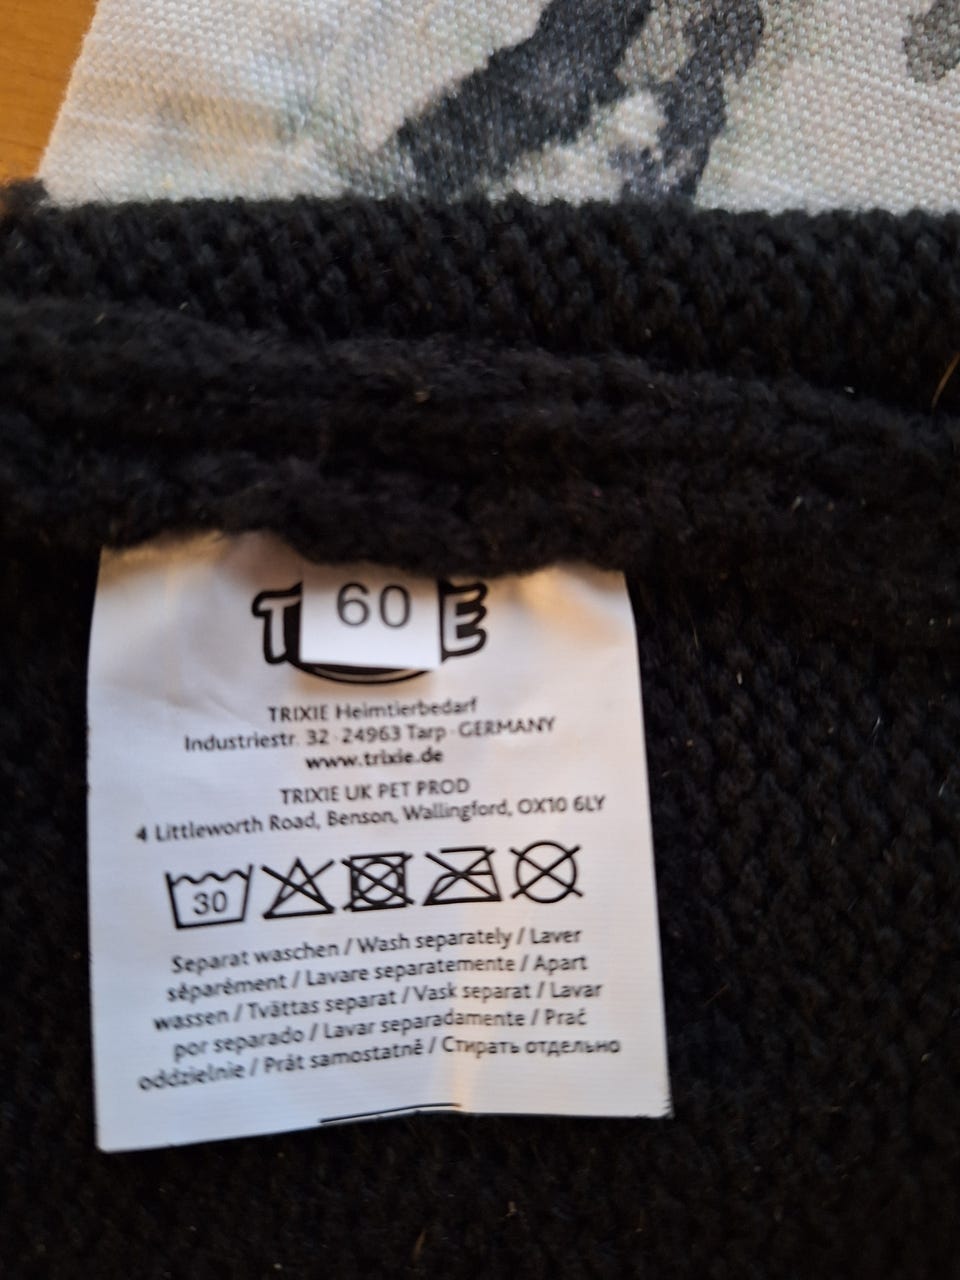 60
TRIXIE Heimtierbedarf
Industriestr. 32 · 24963 Tarp · GERMANY
www.trixie.de
TRIXIE UK PET PROD
4 Littleworth Road, Benson, Wallingford, OX10 6LY
30
Separat waschen / Wash separately / Laver
séparément / Lavare separatemente / Apart
wassen / Tvättas separat / Vask separat / Lavar
por separado / Lavar separadamente / Prać
oddzielnie / Prát samostatně / Стирать отдельно